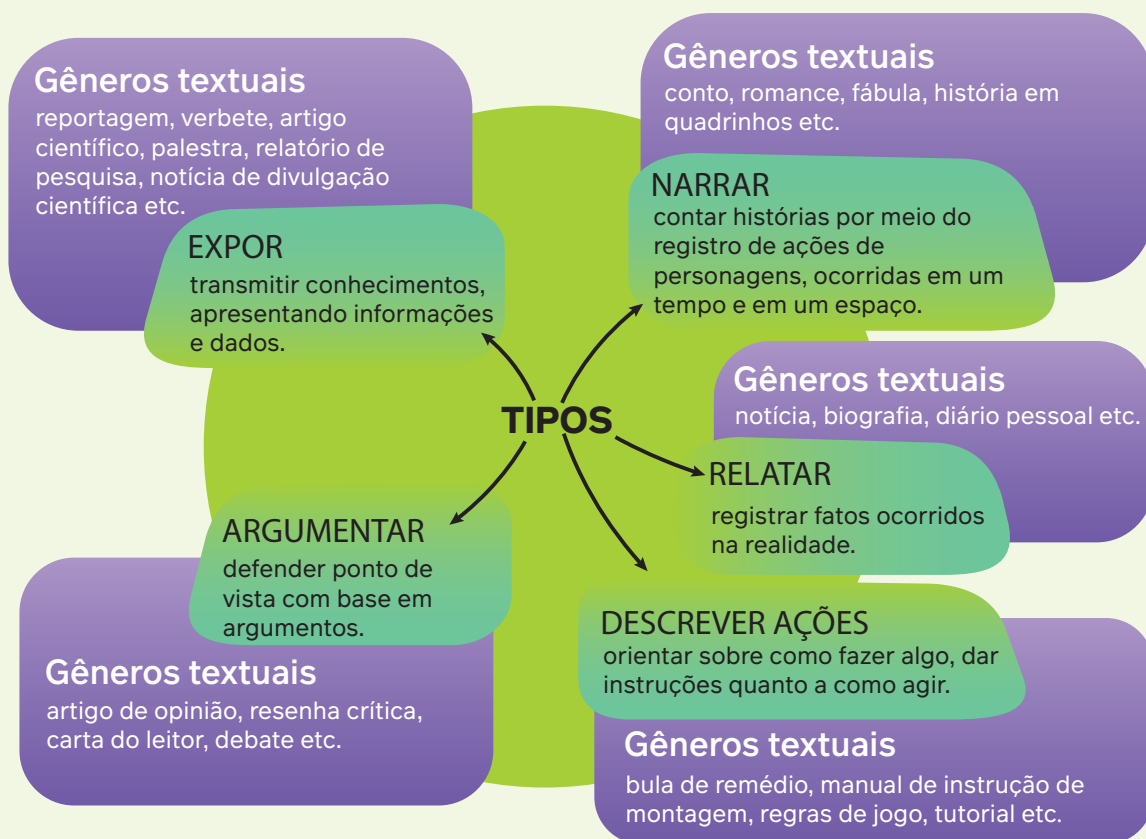 Gêneros textuais
reportagem, verbete, artigo
científico, palestra, relatório de
pesquisa, notícia de divulgação
científica etc.
EXPOR
transmitir conhecimentos,
apresentando informações
e dados.
Gêneros textuais
conto, romance, fábula, história em
quadrinhos etc.
NARRAR
contar histórias por meio do
registro de ações de
personagens, ocorridas em um
tempo e em um espaço.
TIPOS
Gêneros textuais
notícia, biografia, diário pessoal etc.
RELATAR
registrar fatos ocorridos
na realidade.
ARGUMENTAR
defender ponto de
vista com base em
argumentos.
Gêneros textuais
artigo de opinião, resenha crítica,
carta do leitor, debate etc.
DESCREVER AÇÕES
orientar sobre como fazer algo, dar
instruções quanto a como agir.
Gêneros textuais
bula de remédio, manual de instrução de
montagem, regras de jogo, tutorial etc.